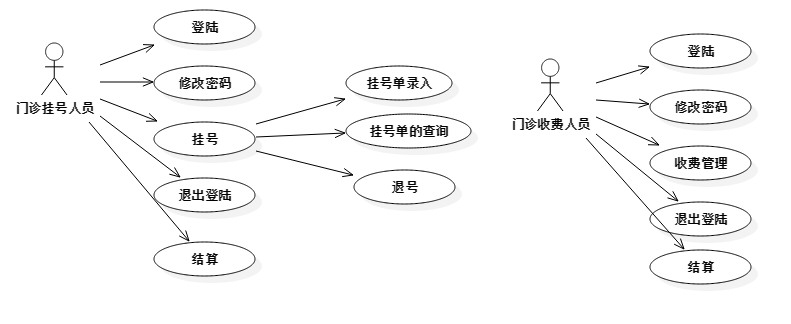 登陆
修改密码
门诊挂号人员
挂号
退出登陆
结算
挂号单录入
挂号单的查询
退号
登陆
修改密码
门诊收费人员
收费管理
退出登陆
结算